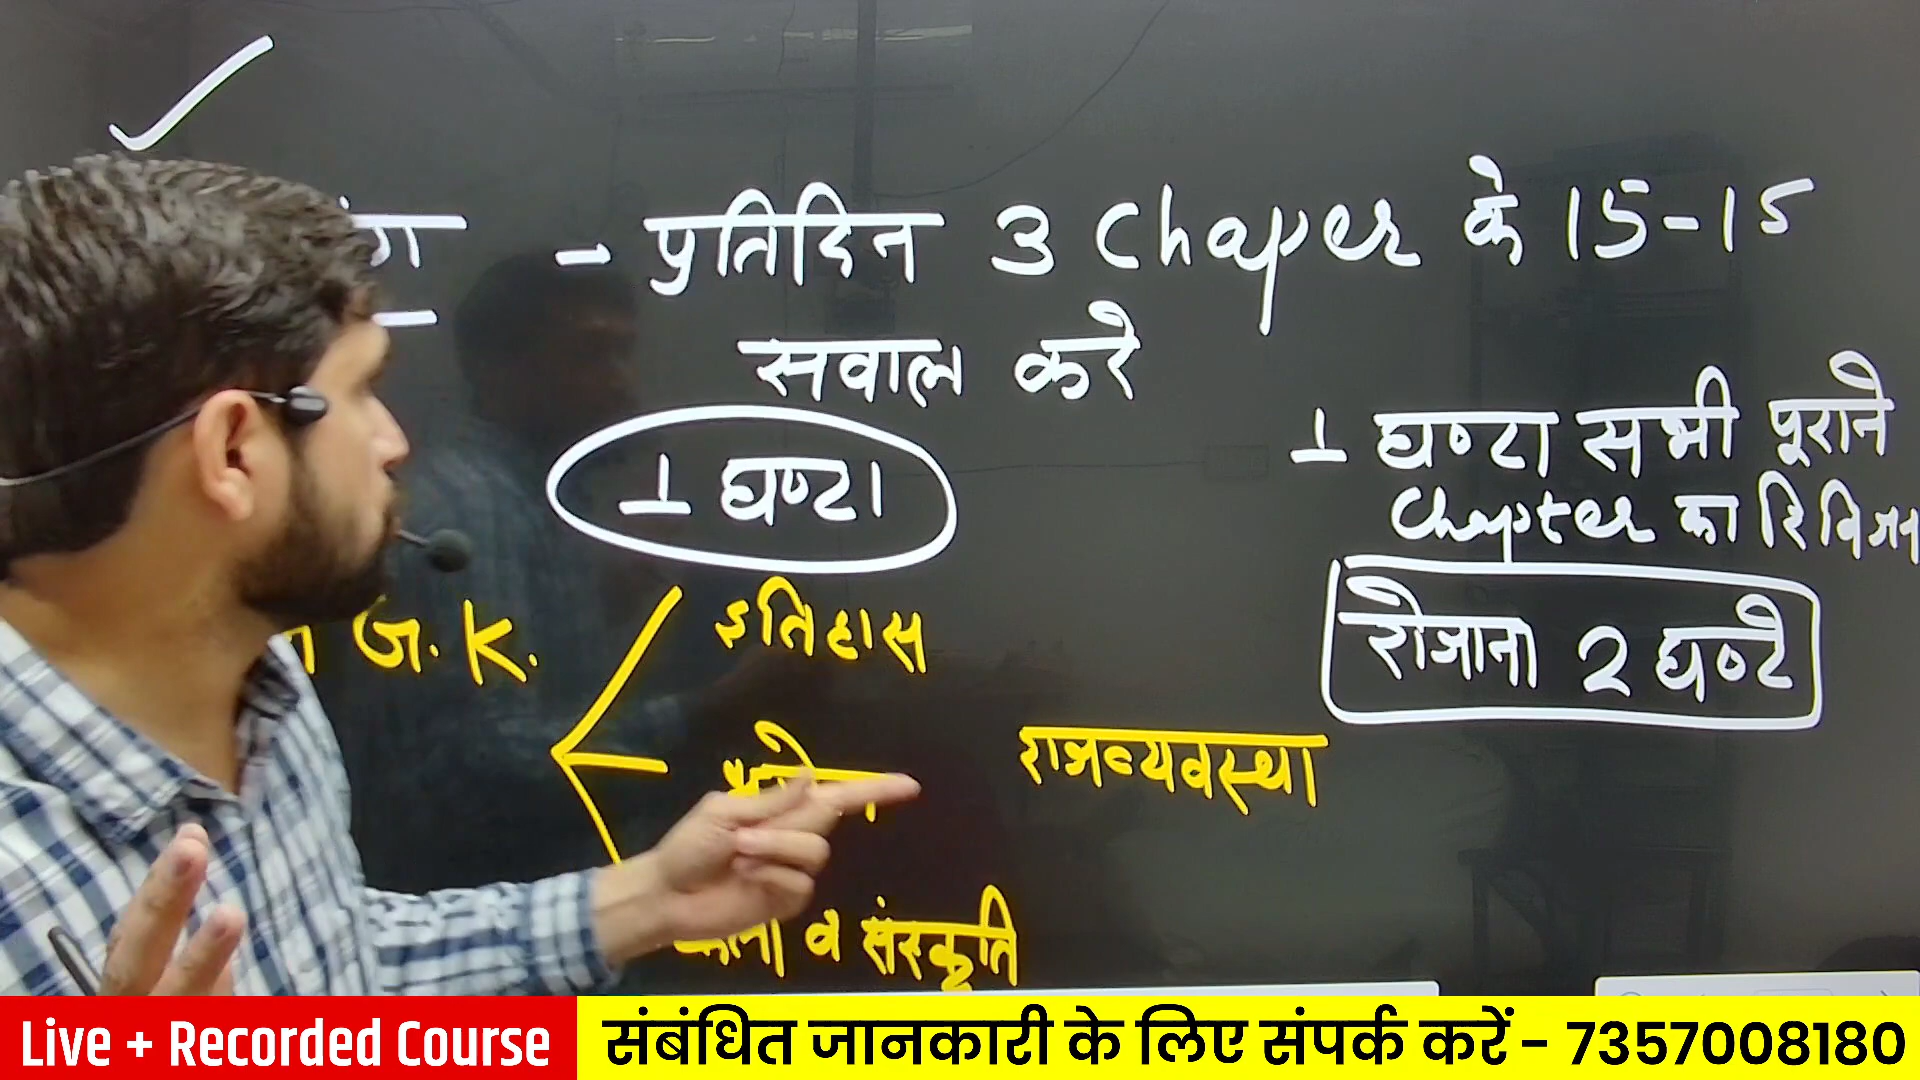 - प्रतिदिन 3 Chaper के 15-15
सवाल करे
1 घण्टा
1 घण्टा सभी पूराने
Chapter का रिविजन
रोजाना 2 घण्टे
G.K.
इतिहास
राजव्यवस्था
व संस्कृति
Live + Recorded Course
संबंधित जानकारी के लिए संपर्क करें - 7357008180